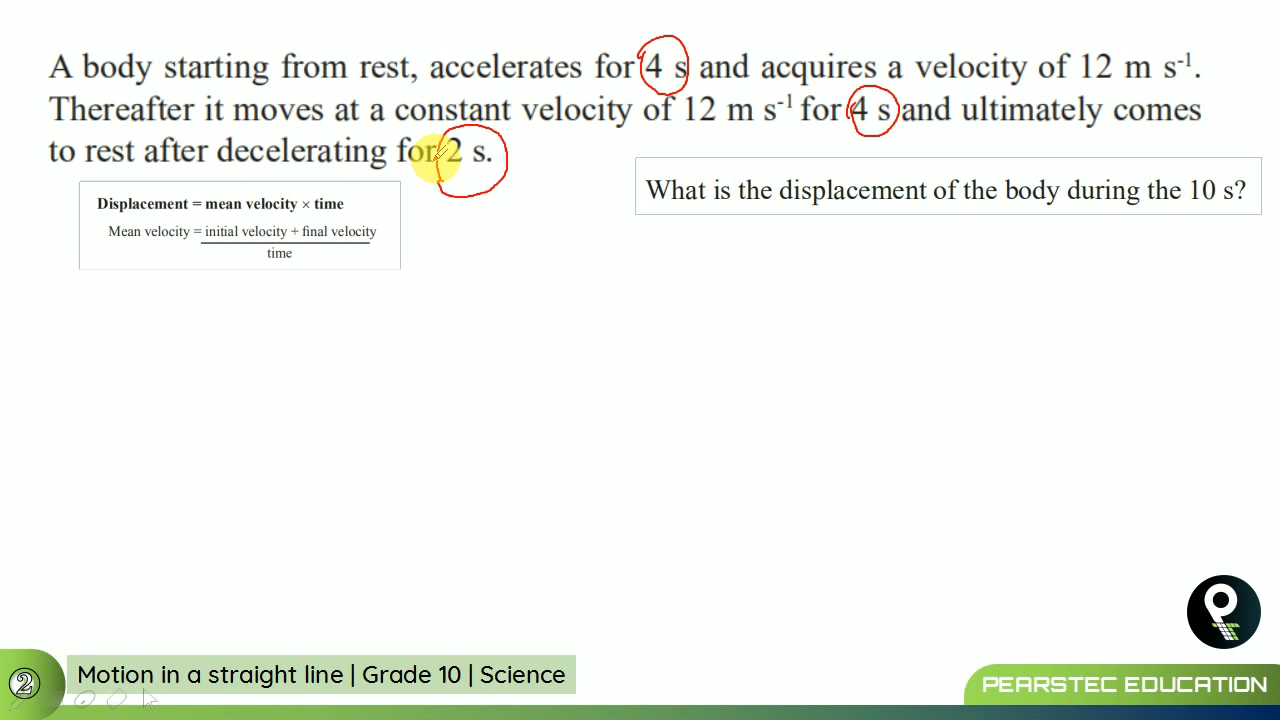 A body starting from rest, accelerates for 4 s and acquires a velocity of 12 m s⁻¹.
Thereafter it moves at a constant velocity of 12 m s⁻¹ for 4 s and ultimately comes
to rest after decelerating for 2 s.
What is the displacement of the body during the 10 s?
Displacement = mean velocity × time
Mean velocity = initial velocity + final velocity
time
2
Motion in a straight line | Grade 10 | Science
PEARSTEC EDUCATION